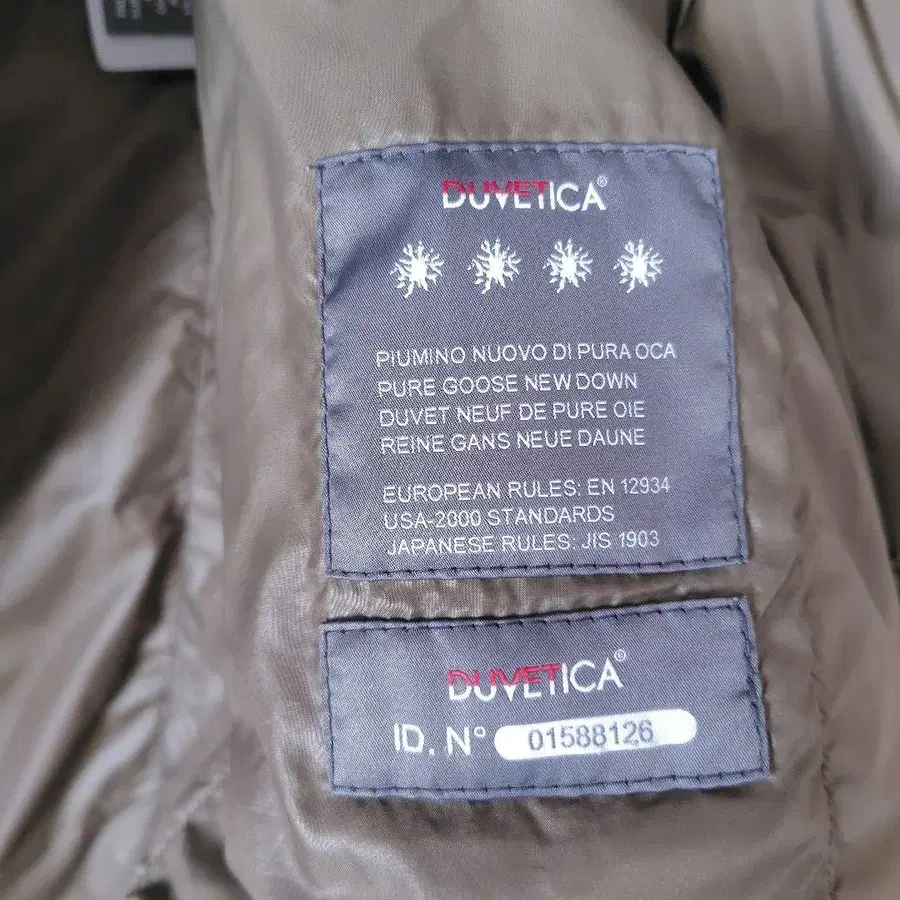 DUVETICA®
PIUMINO NUOVO DI PURA OCA
PURE GOOSE NEW DOWN
DUVET NEUF DE PURE OIE
REINE GANS NEUE DAUNE
EUROPEAN RULES: EN 12934
USA-2000 STANDARDS
JAPANESE RULES: JIS 1903
DUVETICA®
ID. N° 01588126